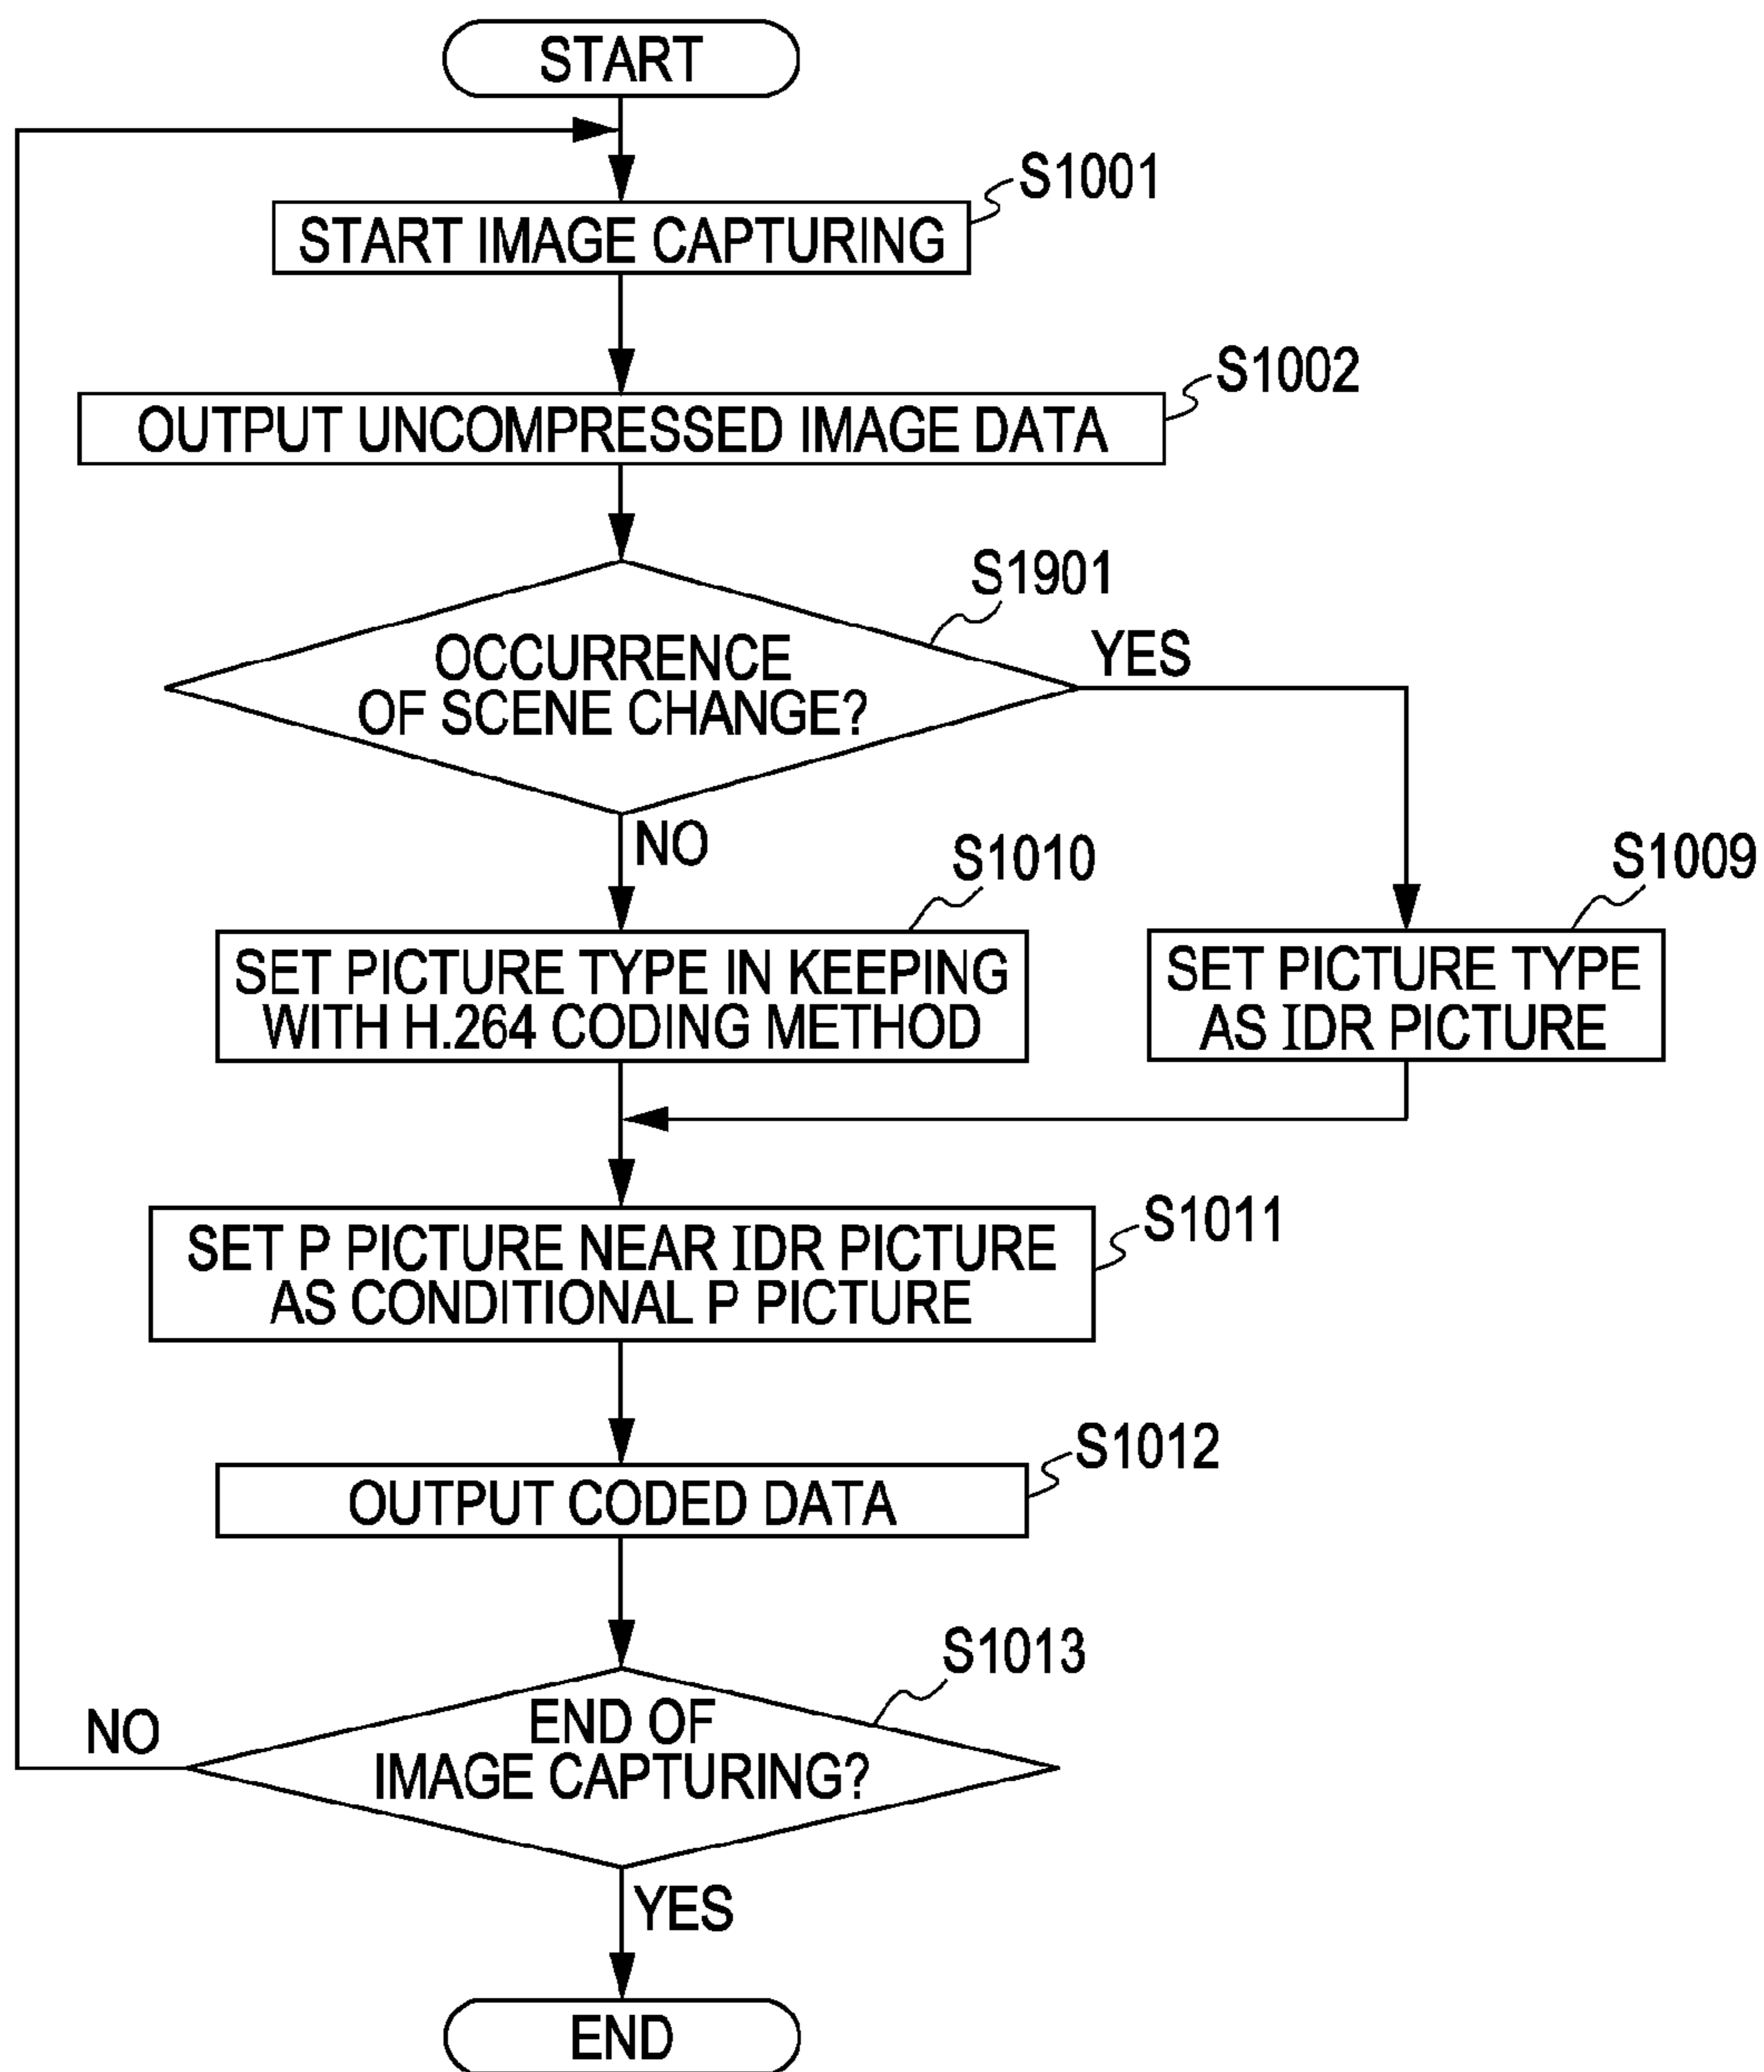 START
S1001
START IMAGE CAPTURING
S1002
OUTPUT UNCOMPRESSED IMAGE DATA
S1901
OCCURRENCE
OF SCENE CHANGE?
YES
NO
S1010
SET PICTURE TYPE IN KEEPING
WITH H.264 CODING METHOD
S1009
SET PICTURE TYPE
AS IDR PICTURE
S1011
SET P PICTURE NEAR IDR PICTURE
AS CONDITIONAL P PICTURE
S1012
OUTPUT CODED DATA
S1013
END OF
IMAGE CAPTURING?
NO
YES
END